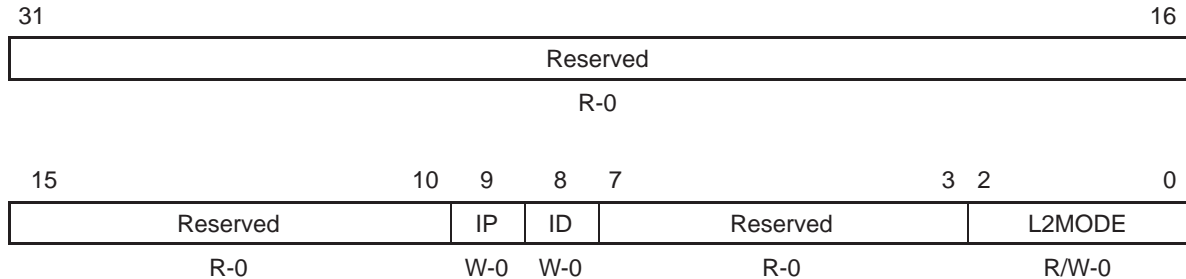 31 16
Reserved
R-0
15 10 9 8 7 3 2 0
Reserved IP ID Reserved L2MODE
R-0 W-0 W-0 R-0 R/W-0